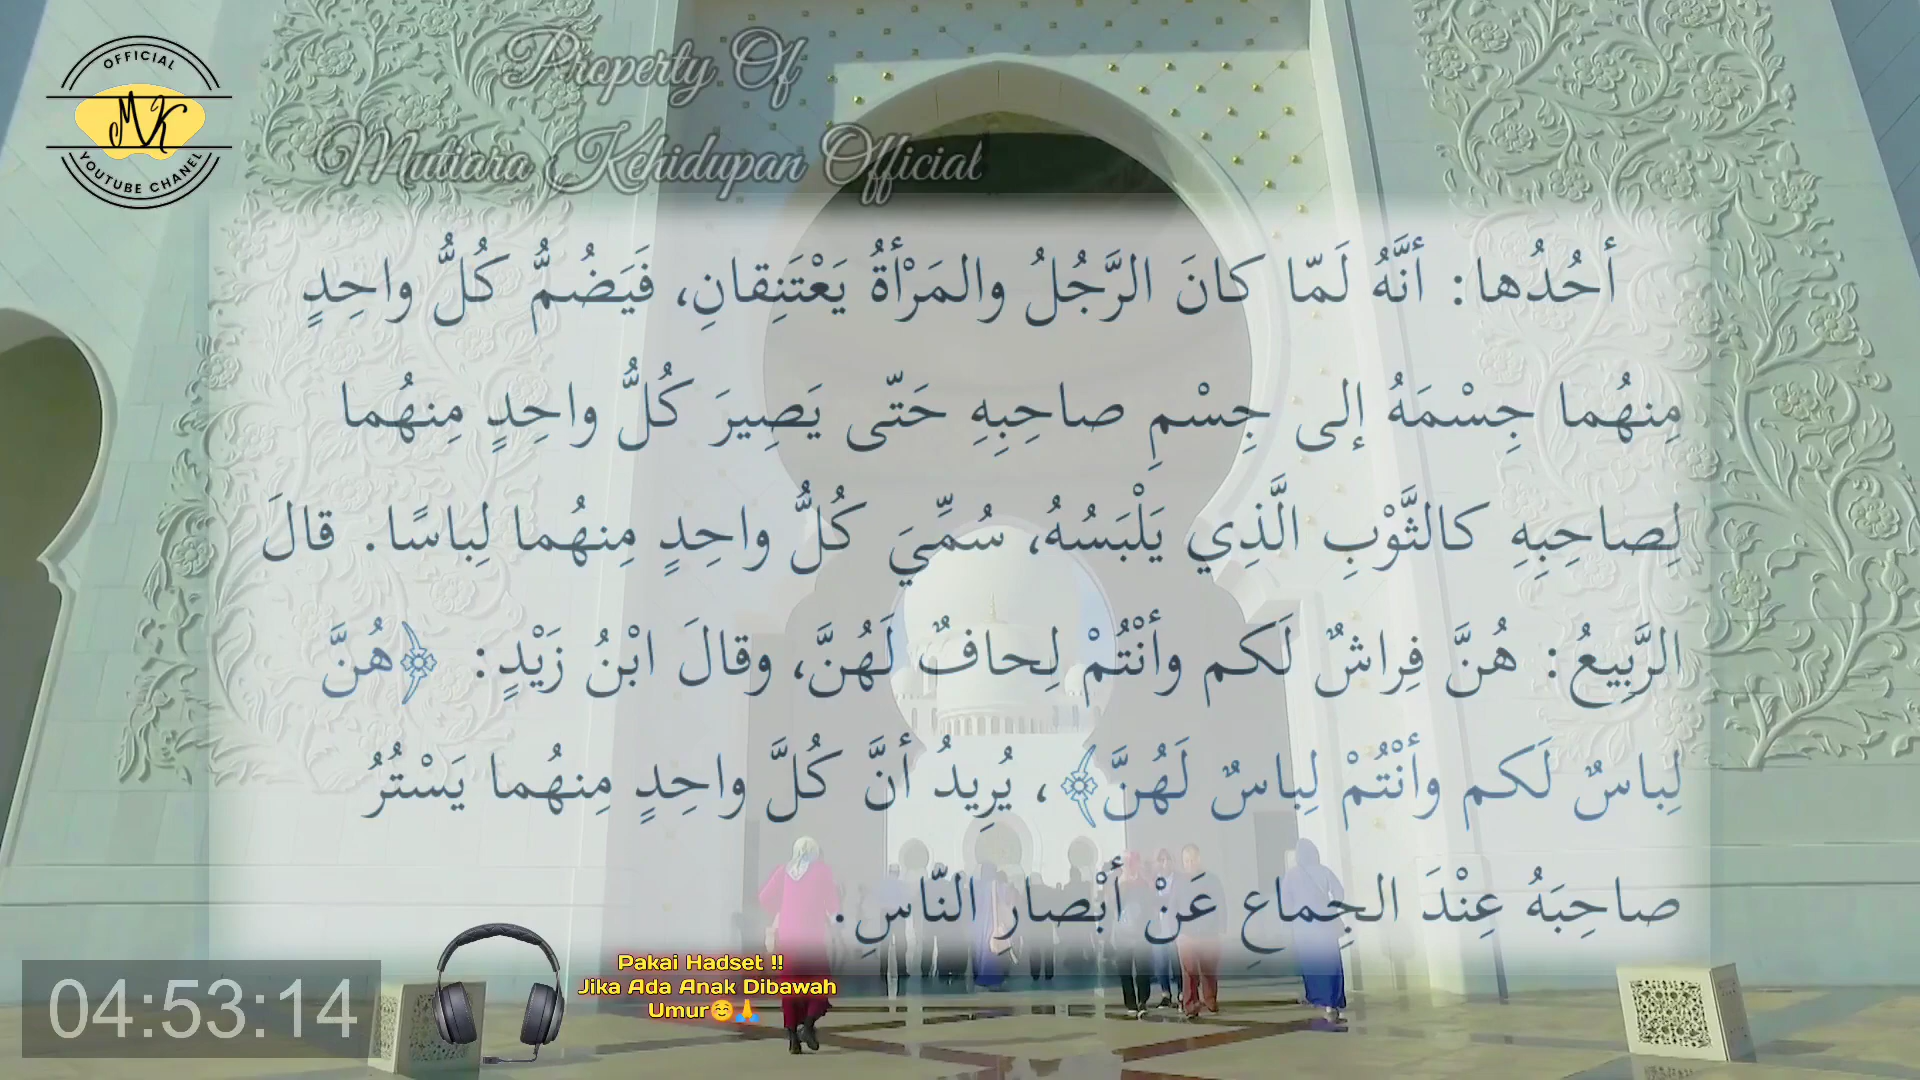 OFFICIAL
MK
YOUTUBE CHANEL
Property Of
Mutiara Kehidupan Official
أحُدُها: أنَّهُ لَمّا كانَ الرَّجُلُ والمَرْأةُ يَعْتَنِقانِ، فَيَضُمُّ كُلُّ واحِدٍ
مِنهُما جِسْمَهُ إلى جِسْمِ صاحِبِهِ حَتّى يَصِيرَ كُلُّ واحِدٍ مِنهُما
لِصاحِبِهِ كالثَّوْبِ الَّذِي يَلْبَسُهُ، سُمِّيَ كُلُّ واحِدٍ مِنهُما لِباسًا. قالَ
الرَّبِيعُ: هُنَّ فِراشٌ لَكم وأنْتُمْ لِحافٌ لَهُنَّ، وقالَ ابْنُ زَيْدٍ: ﴿هُنَّ
لِباسٌ لَكم وأنْتُمْ لِباسٌ لَهُنَّ﴾، يُرِيدُ أنَّ كُلَّ واحِدٍ مِنهُما يَسْتُرُ
صاحِبَهُ عِنْدَ الجِماعِ عَنْ أبْصارِ النّاسِ.
04:53:14
Pakai Hadset !!
Jika Ada Anak Dibawah
Umur😊🙏